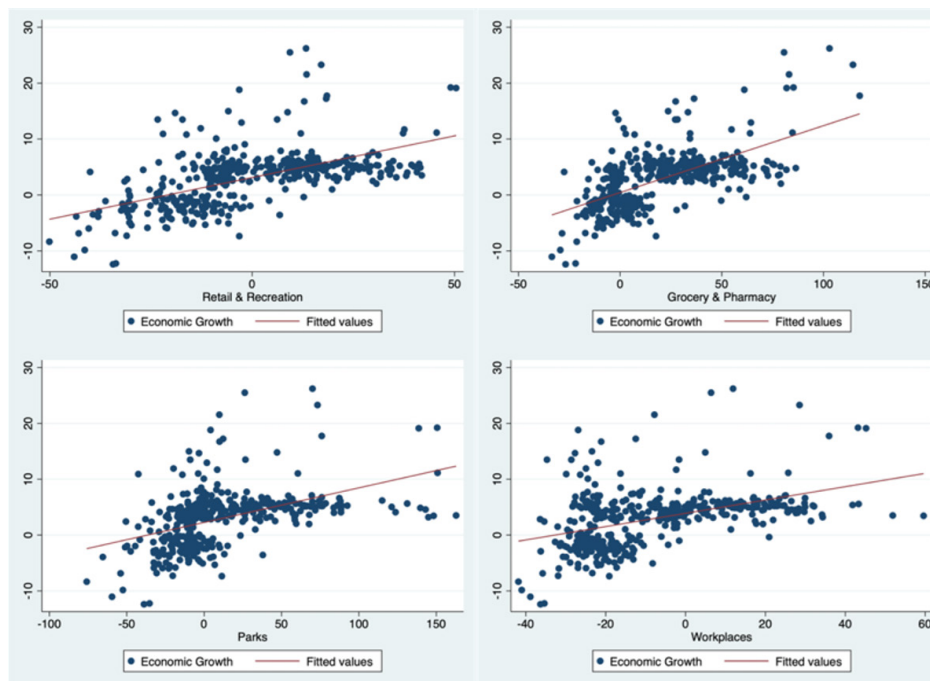 30
20
10
0
-10
-50 0 50
Retail & Recreation
Economic Growth Fitted values
30
20
10
0
-10
-50 0 50 100 150
Grocery & Pharmacy
Economic Growth Fitted values
30
20
10
0
-10
-100 -50 0 50 100 150
Parks
Economic Growth Fitted values
30
20
10
0
-10
-40 -20 0 20 40 60
Workplaces
Economic Growth Fitted values